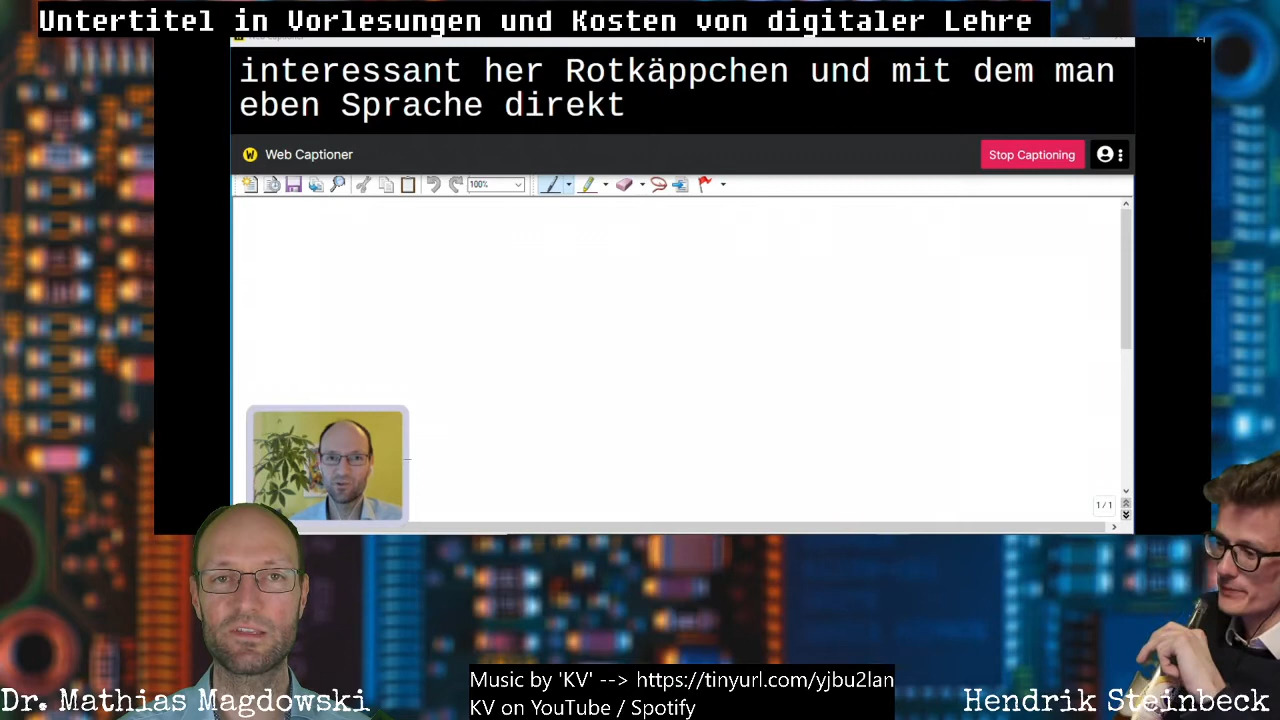 Untertitel in Vorlesungen und Kosten von digitaler Lehre
interessant her Rotkäppchen und mit dem man
eben Sprache direkt
Web Captioner
Stop Captioning
100%
1 / 1
Dr. Mathias Magdowski
Music by 'KV' --> https://tinyurl.com/yjbu2lan
KV on YouTube / Spotify
Hendrik Steinbeck